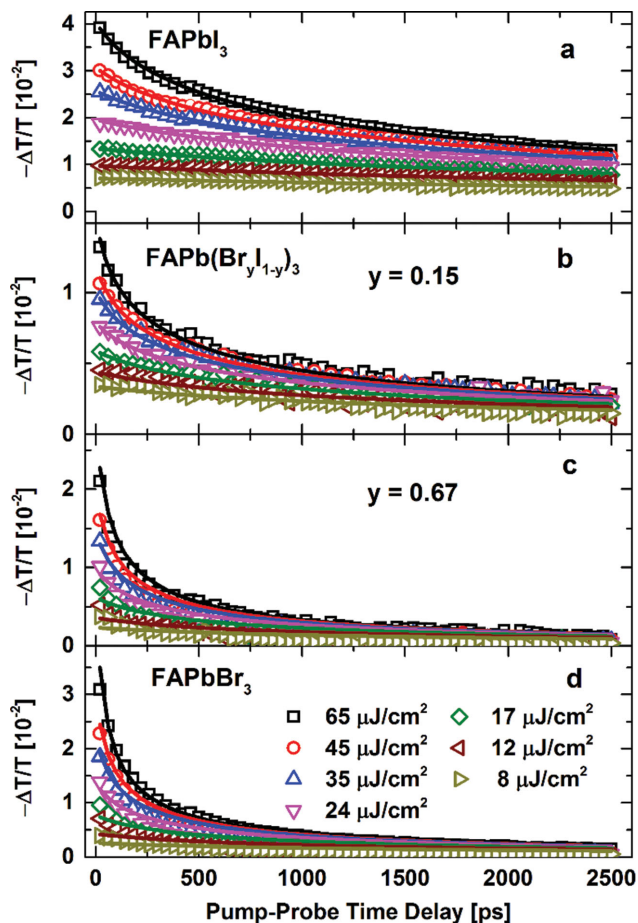 FAPbI₃ a
4
3
2
1
0
−ΔT/T [10⁻²]
FAPb(BrᵧI₁₋ᵧ)₃ b
y = 0.15
1
0
−ΔT/T [10⁻²]
c
y = 0.67
2
1
0
−ΔT/T [10⁻²]
FAPbBr₃ d
3
2
1
0
−ΔT/T [10⁻²]
65 μJ/cm² 17 μJ/cm²
45 μJ/cm² 12 μJ/cm²
35 μJ/cm² 8 μJ/cm²
24 μJ/cm²
0 500 1000 1500 2000 2500
Pump-Probe Time Delay [ps]